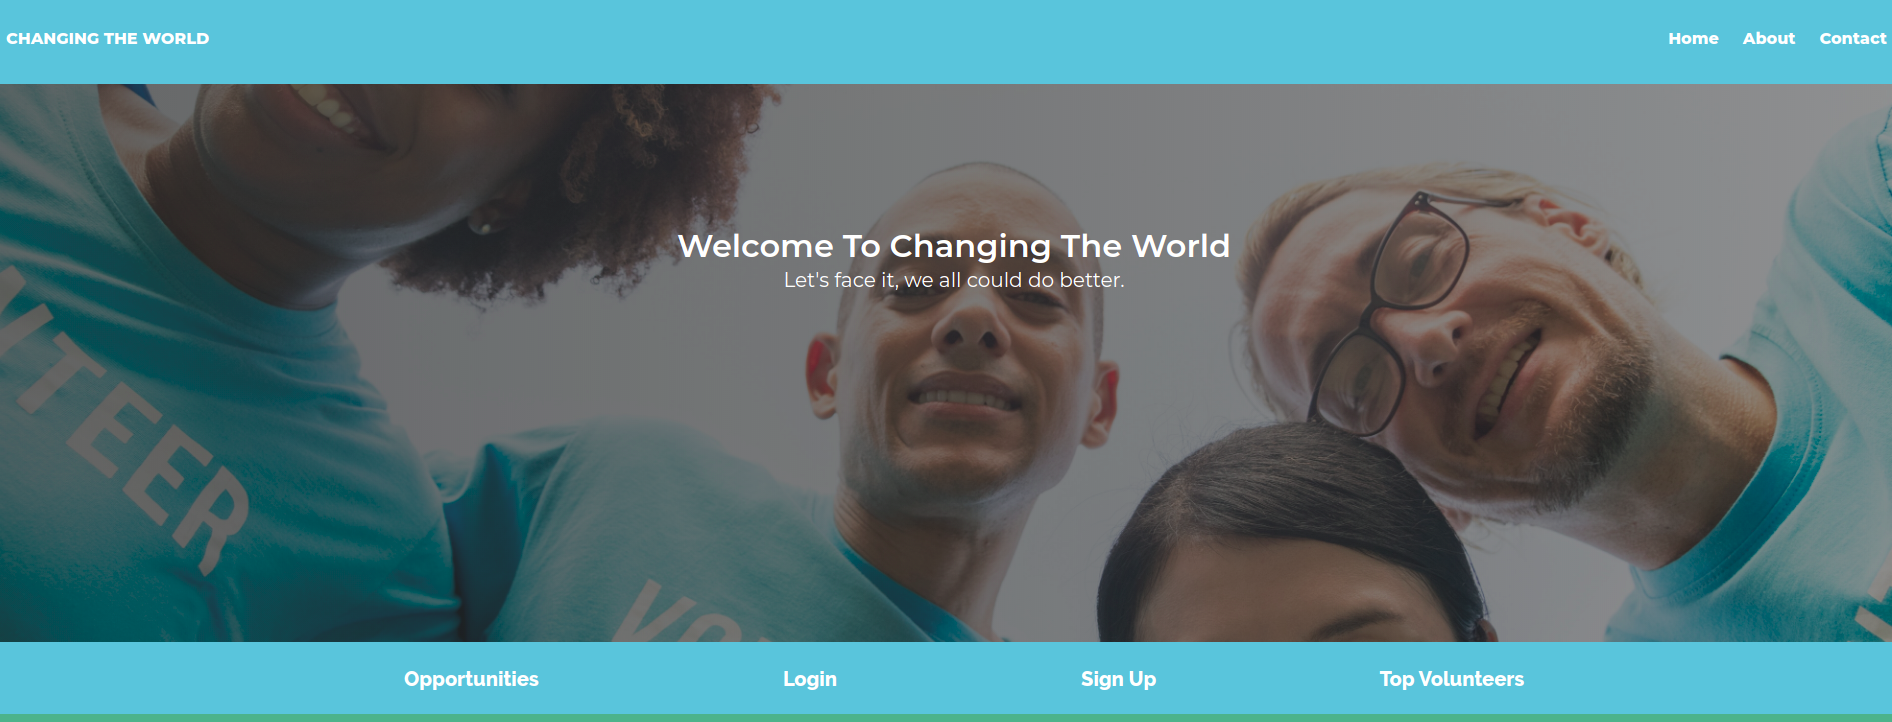 CHANGING THE WORLD
Home About Contact
Welcome To Changing The World
Let's face it, we all could do better.
NTEER
VO
Opportunities Login Sign Up Top Volunteers